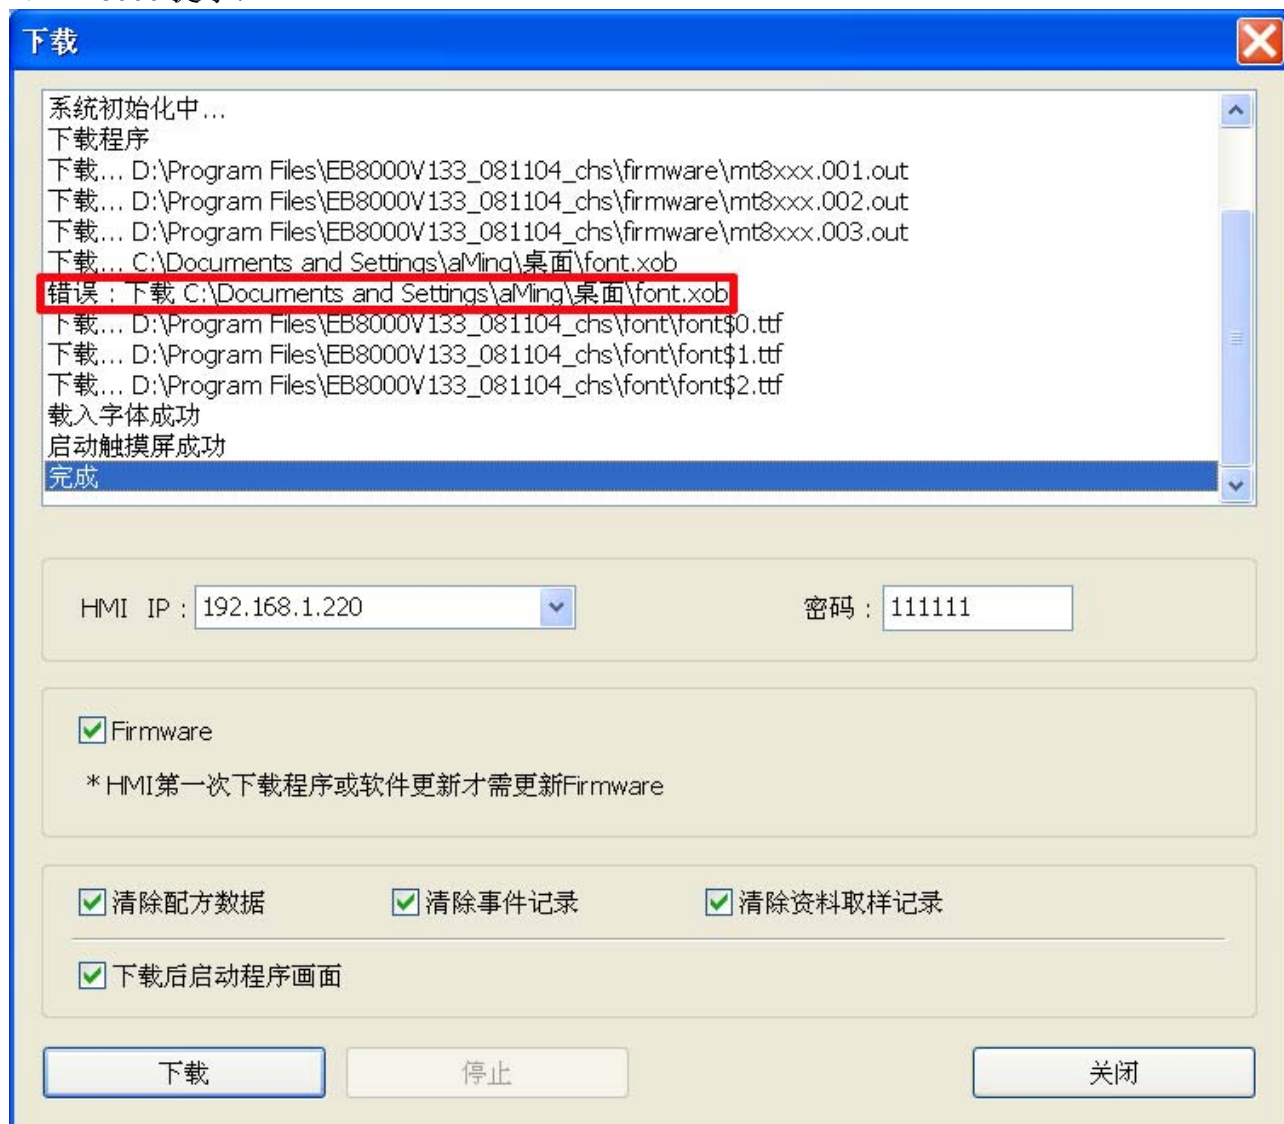 下载
系统初始化中...
下载程序
下载... D:\Program Files\EB8000V133_081104_chs\firmware\mt8xxx.001.out
下载... D:\Program Files\EB8000V133_081104_chs\firmware\mt8xxx.002.out
下载... D:\Program Files\EB8000V133_081104_chs\firmware\mt8xxx.003.out
下载... C:\Documents and Settings\aMing\桌面\font.xob
错误：下载 C:\Documents and Settings\aMing\桌面\font.xob
下载... D:\Program Files\EB8000V133_081104_chs\font\font$0.ttf
下载... D:\Program Files\EB8000V133_081104_chs\font\font$1.ttf
下载... D:\Program Files\EB8000V133_081104_chs\font\font$2.ttf
载入字体成功
启动触摸屏成功
完成
HMI IP : 192.168.1.220 密码 : 111111
Firmware
* HMI第一次下载程序或软件更新才需更新Firmware
清除配方数据 清除事件记录 清除资料取样记录
下载后启动程序画面
下载 停止 关闭